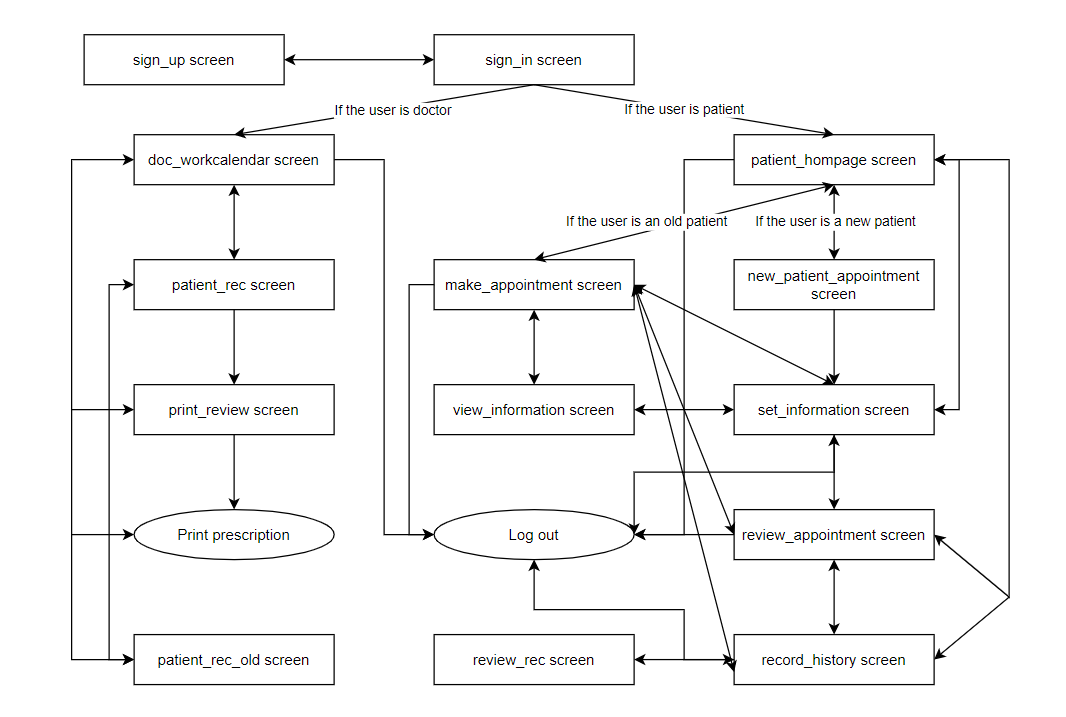 sign_up screen
sign_in screen
If the user is doctor
If the user is patient
doc_workcalendar screen
patient_hompage screen
If the user is an old patient
If the user is a new patient
patient_rec screen
make_appointment screen
new_patient_appointment
screen
print_review screen
view_information screen
set_information screen
Print prescription
Log out
review_appointment screen
patient_rec_old screen
review_rec screen
record_history screen